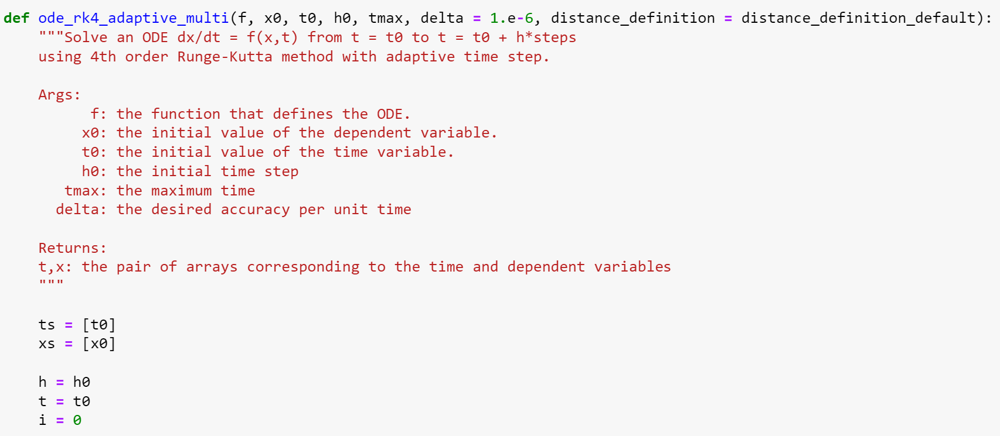 def ode_rk4_adaptive_multi(f, x0, t0, h0, tmax, delta = 1.e-6, distance_definition = distance_definition_default):
    """Solve an ODE dx/dt = f(x,t) from t = t0 to t = t0 + h*steps
    using 4th order Runge-Kutta method with adaptive time step.

    Args:
          f: the function that defines the ODE.
         x0: the initial value of the dependent variable.
         t0: the initial value of the time variable.
         h0: the initial time step
       tmax: the maximum time
      delta: the desired accuracy per unit time

    Returns:
    t,x: the pair of arrays corresponding to the time and dependent variables
    """

    ts = [t0]
    xs = [x0]

    h = h0
    t = t0
    i = 0